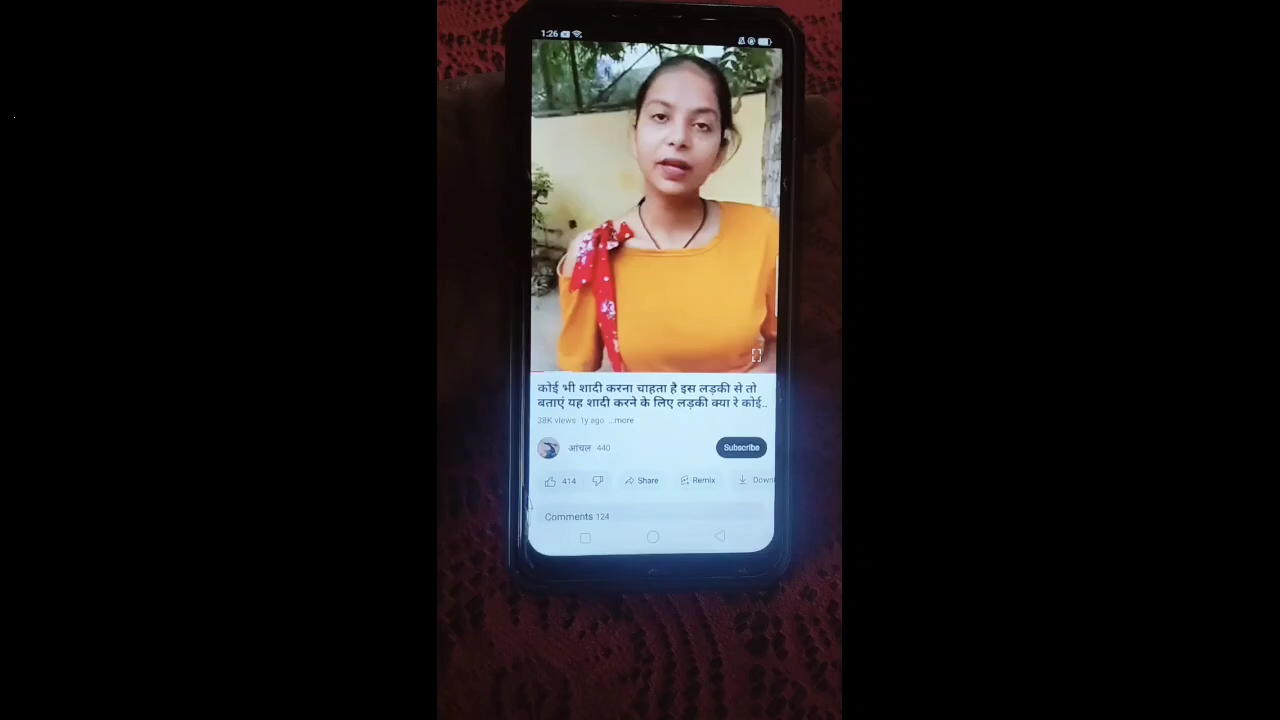 1:26
कोई भी शादी करना चाहता है इस लड़की से तो
बताएं यह शादी करने के लिए लड़की क्या रे कोई..
38K views 1y ago ...more
आंचल 440 Subscribe
414 Share Remix Down
Comments 124